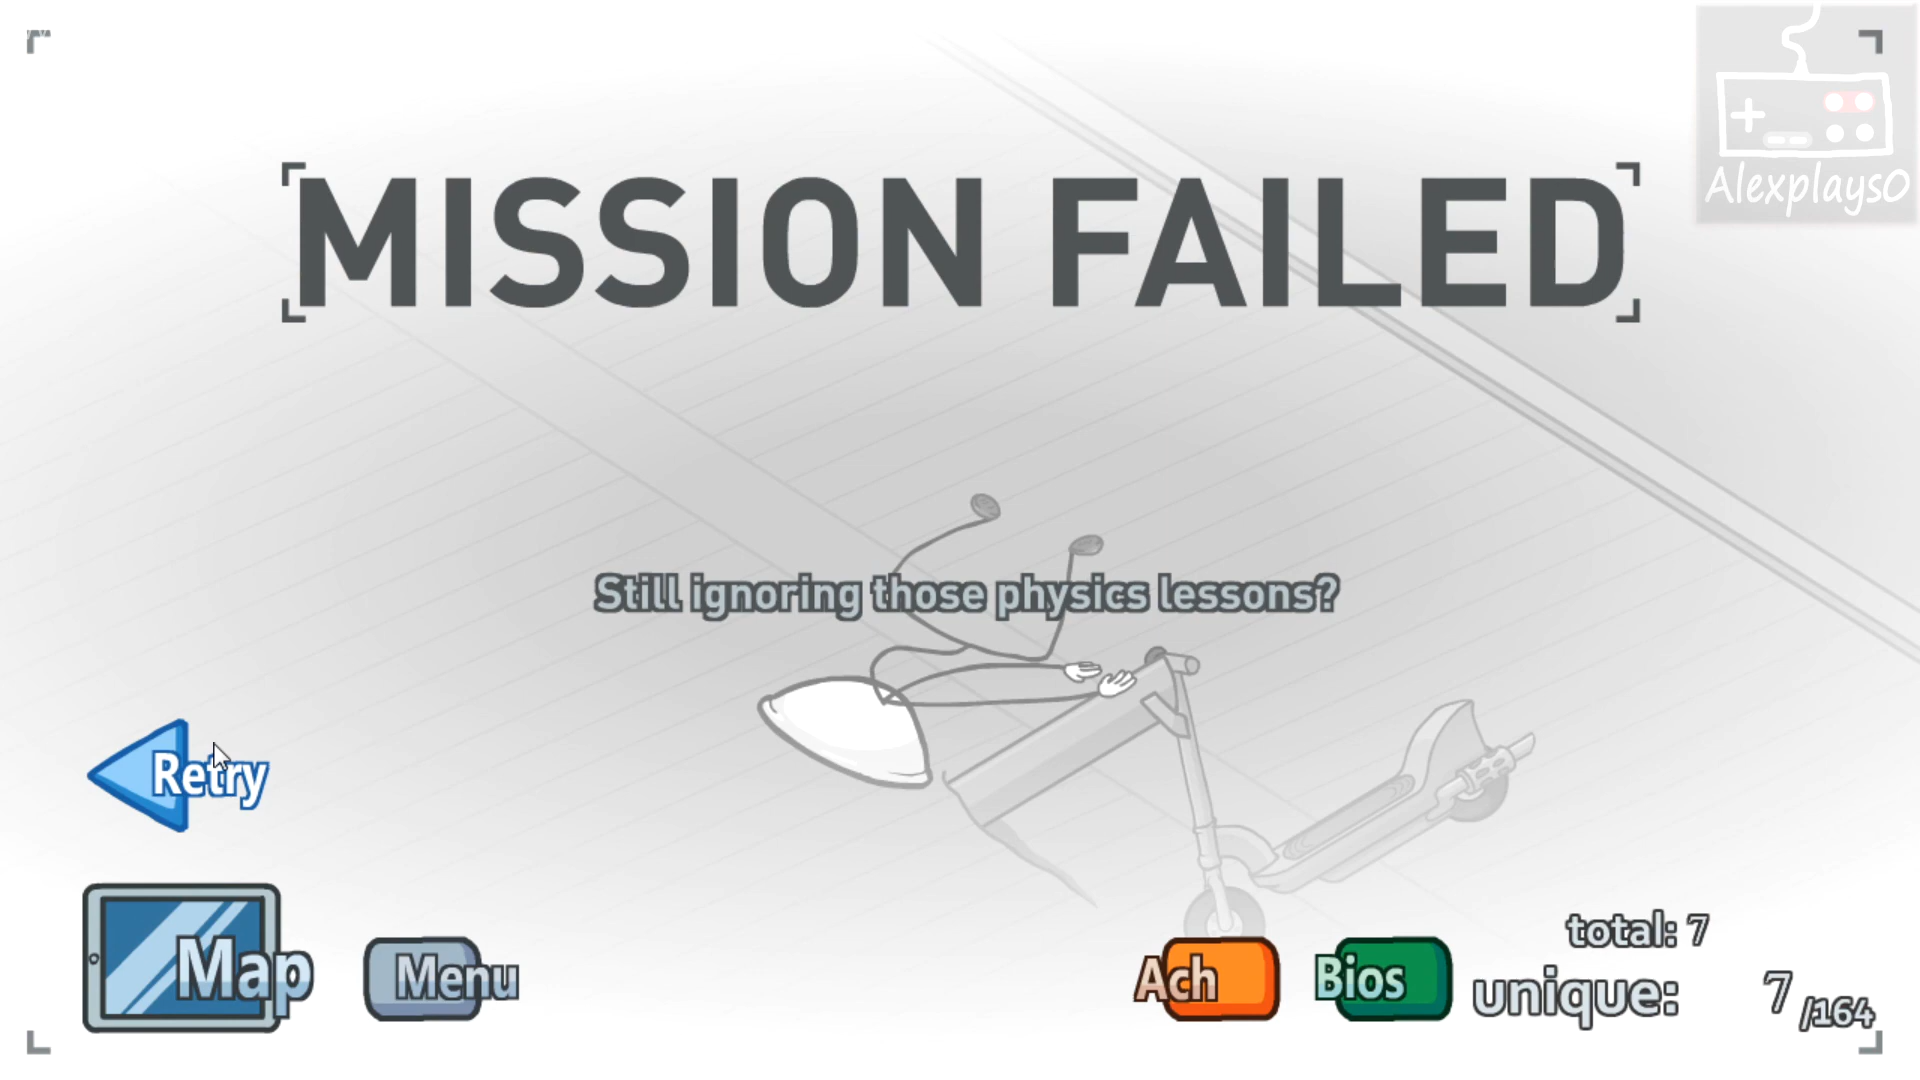 Alexplays0
MISSION FAILED
Still ignoring those physics lessons?
Retry
Map
Menu
Ach
Bios
total: 7
unique: 7/164